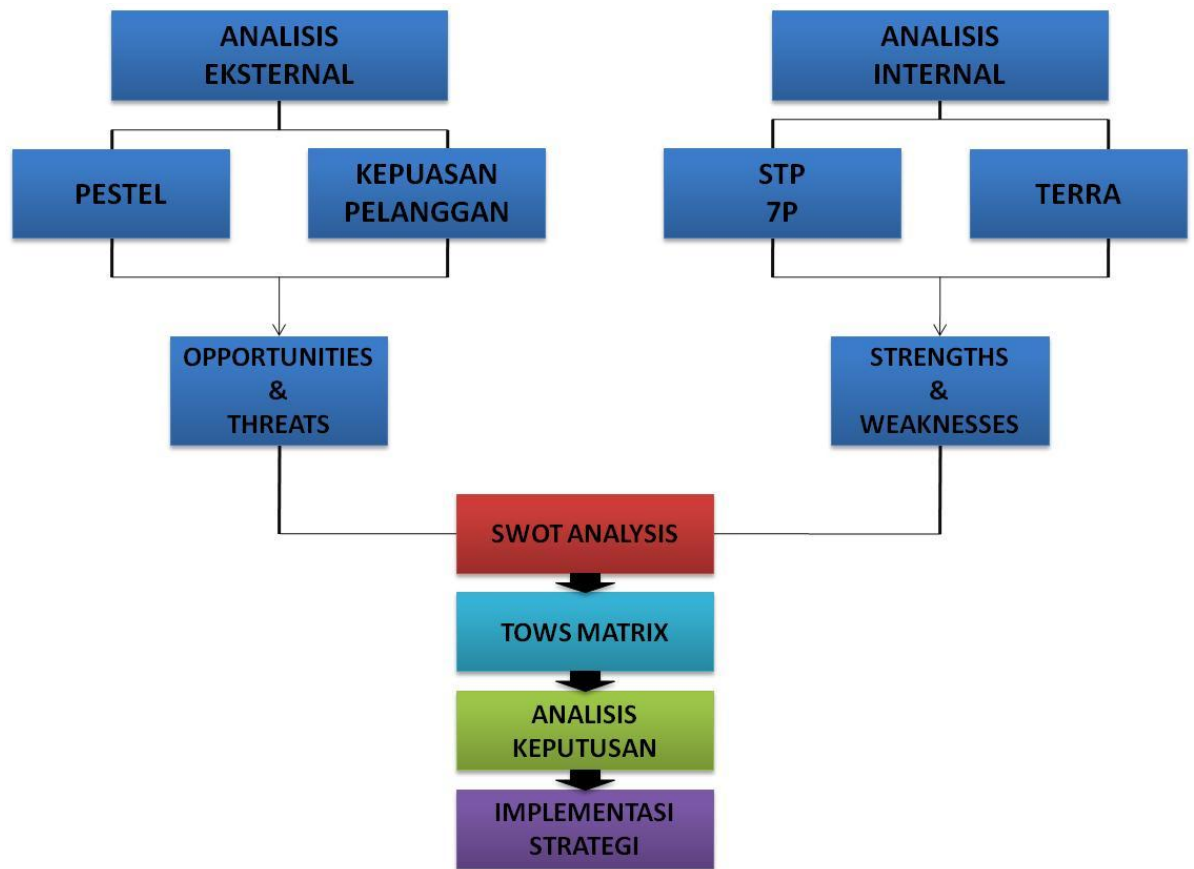 ANALISIS
EKSTERNAL
ANALISIS
INTERNAL
PESTEL
KEPUASAN
PELANGGAN
STP
7P
TERRA
OPPORTUNITIES
&
THREATS
STRENGTHS
&
WEAKNESSES
SWOT ANALYSIS
TOWS MATRIX
ANALISIS
KEPUTUSAN
IMPLEMENTASI
STRATEGI